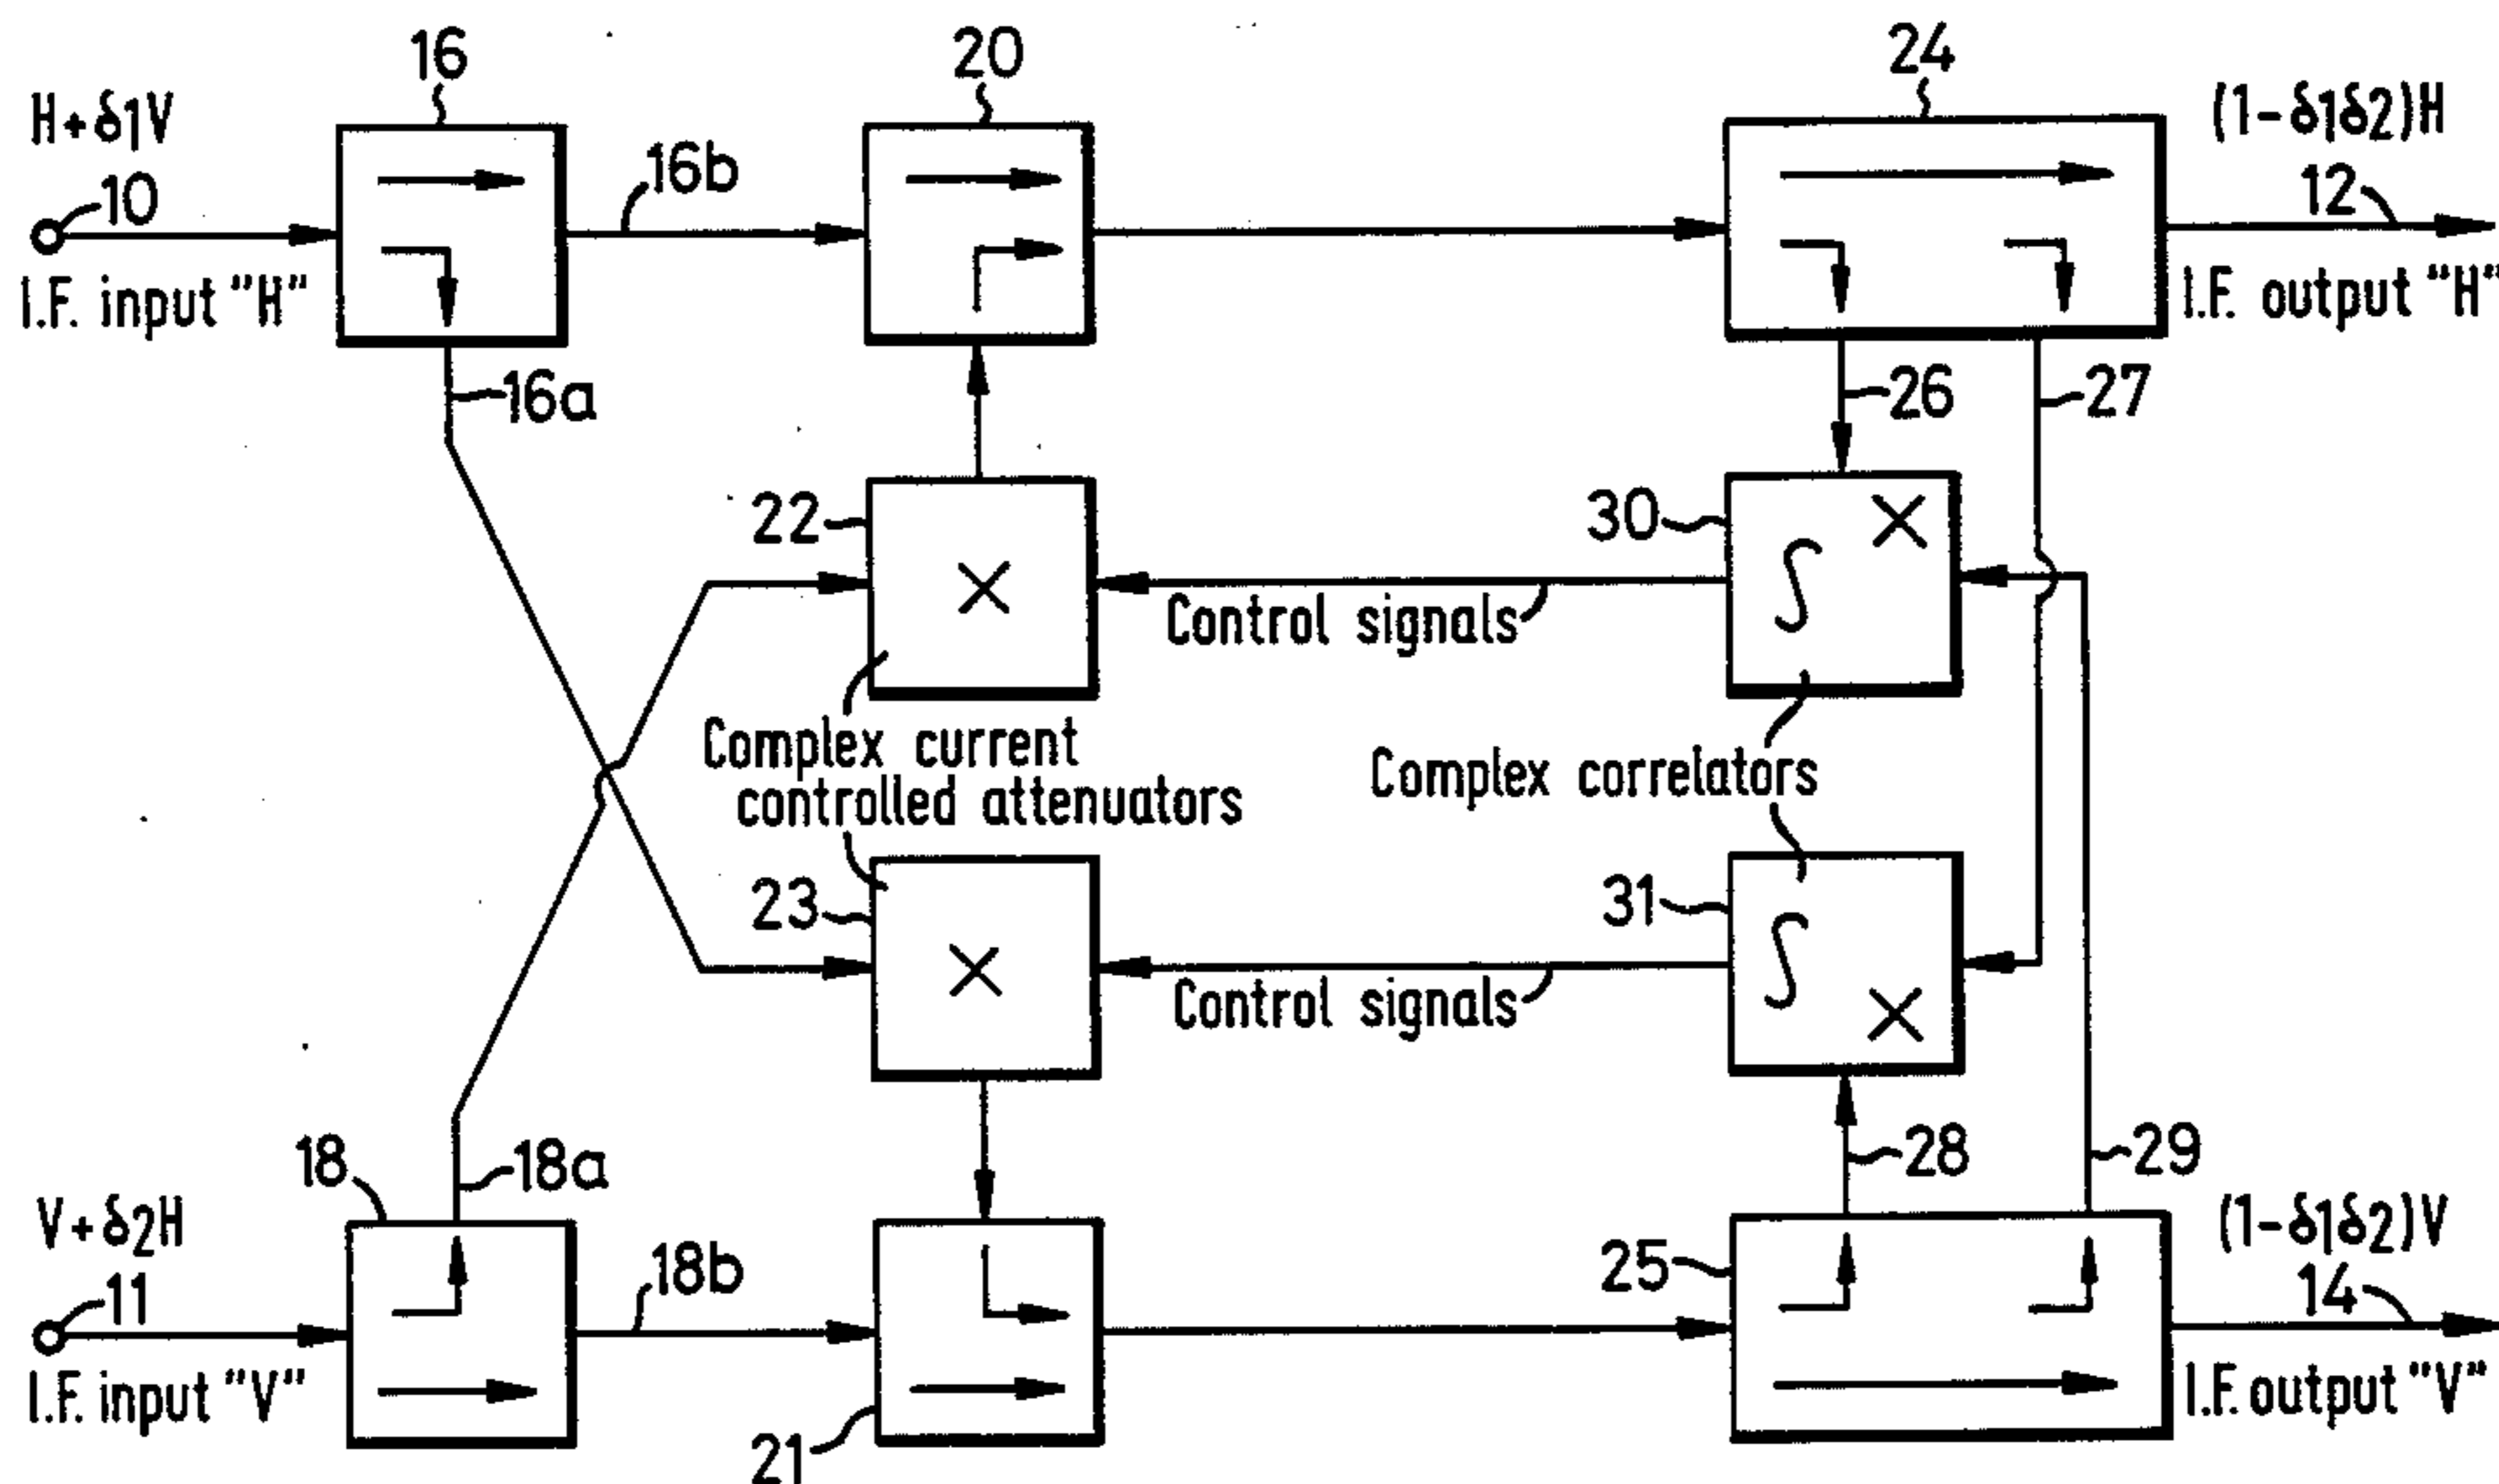 16
20
24
H+δ1V
(1-δ1δ2)H
10
16b
12
I.F. input "H"
I.F. output "H"
16a
26
27
22
30
Control signals
Complex current
controlled attenuators
Complex correlators
23
31
Control signals
18
18a
28
29
V+δ2H
(1-δ1δ2)V
11
18b
25
14
I.F. input "V"
I.F. output "V"
21